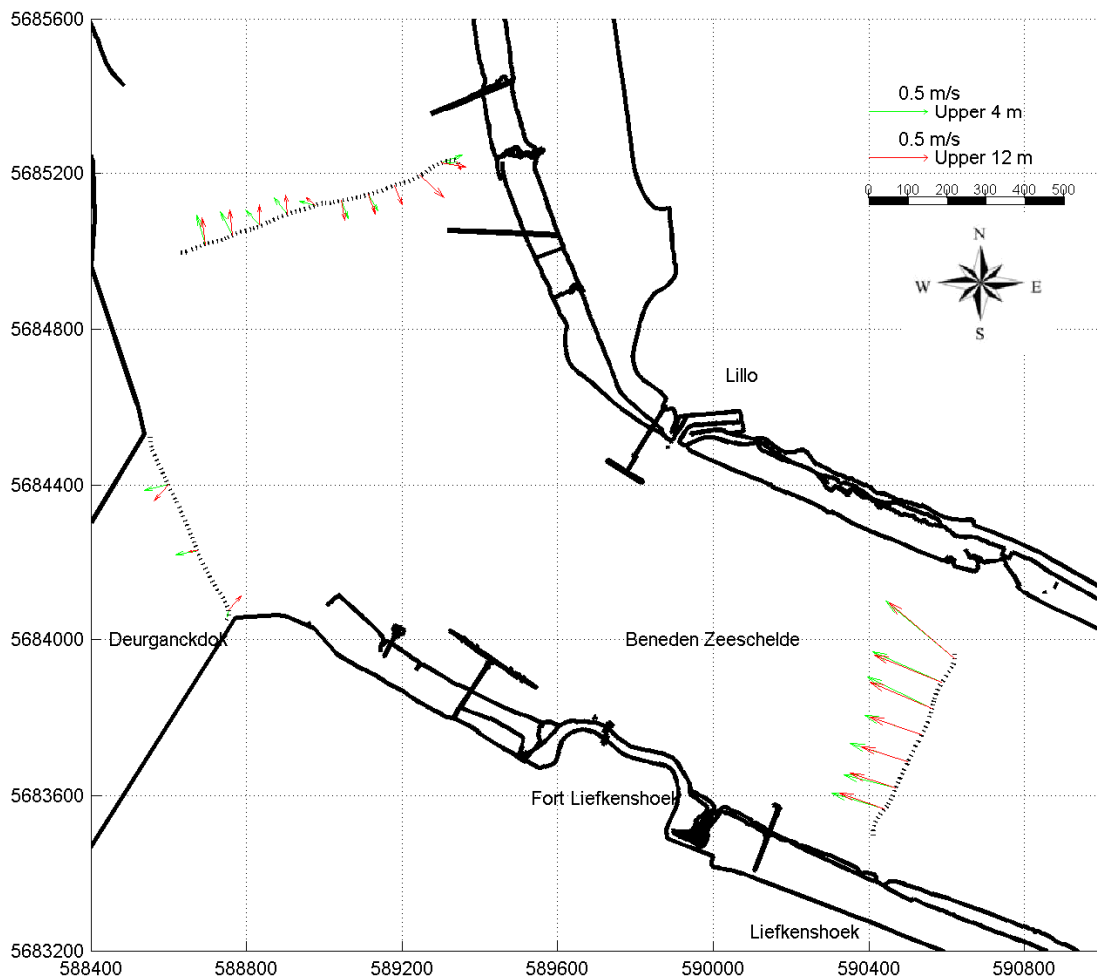 5685600
5685200
5684800
5684400
5684000
5683600
5683200
588400
588800
589200
589600
590000
590400
590800
0.5 m/s
Upper 4 m
0.5 m/s
Upper 12 m
0 100 200 300 400 500
N
W E
S
Lillo
Deurganckdok
Beneden Zeeschelde
Fort Liefkenshoek
Liefkenshoek